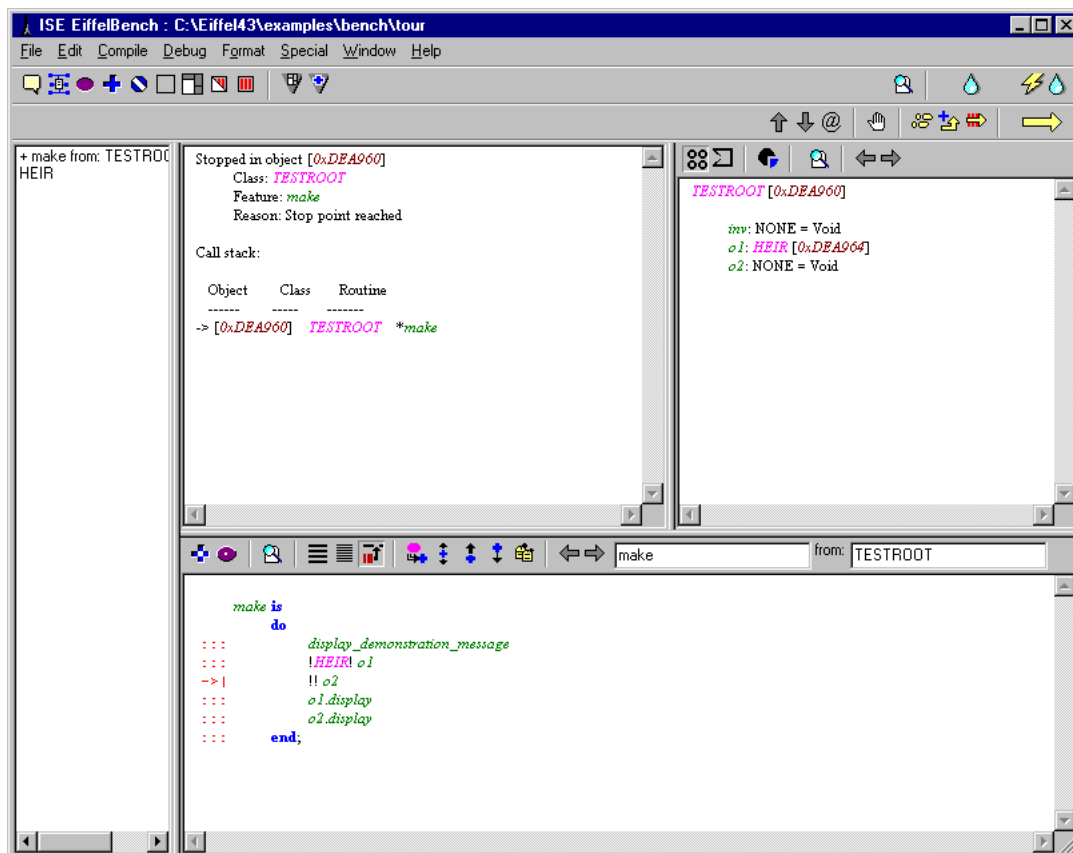 ISE EiffelBench : C:\Eiffel43\examples\bench\tour
File Edit Compile Debug Format Special Window Help
+ make from: TESTROO
HEIR
Stopped in object [0xDEA960]
Class: TESTROOT
Feature: make
Reason: Stop point reached
Call stack:
Object Class Routine
------ ----- -------
-> [0xDEA960] TESTROOT *make
TESTROOT [0xDEA960]
inv: NONE = Void
o1: HEIR [0xDEA964]
o2: NONE = Void
make from: TESTROOT
make is
do
: : : display_demonstration_message
: : : !HEIR! o1
->| !! o2
: : : o1.display
: : : o2.display
: : : end;